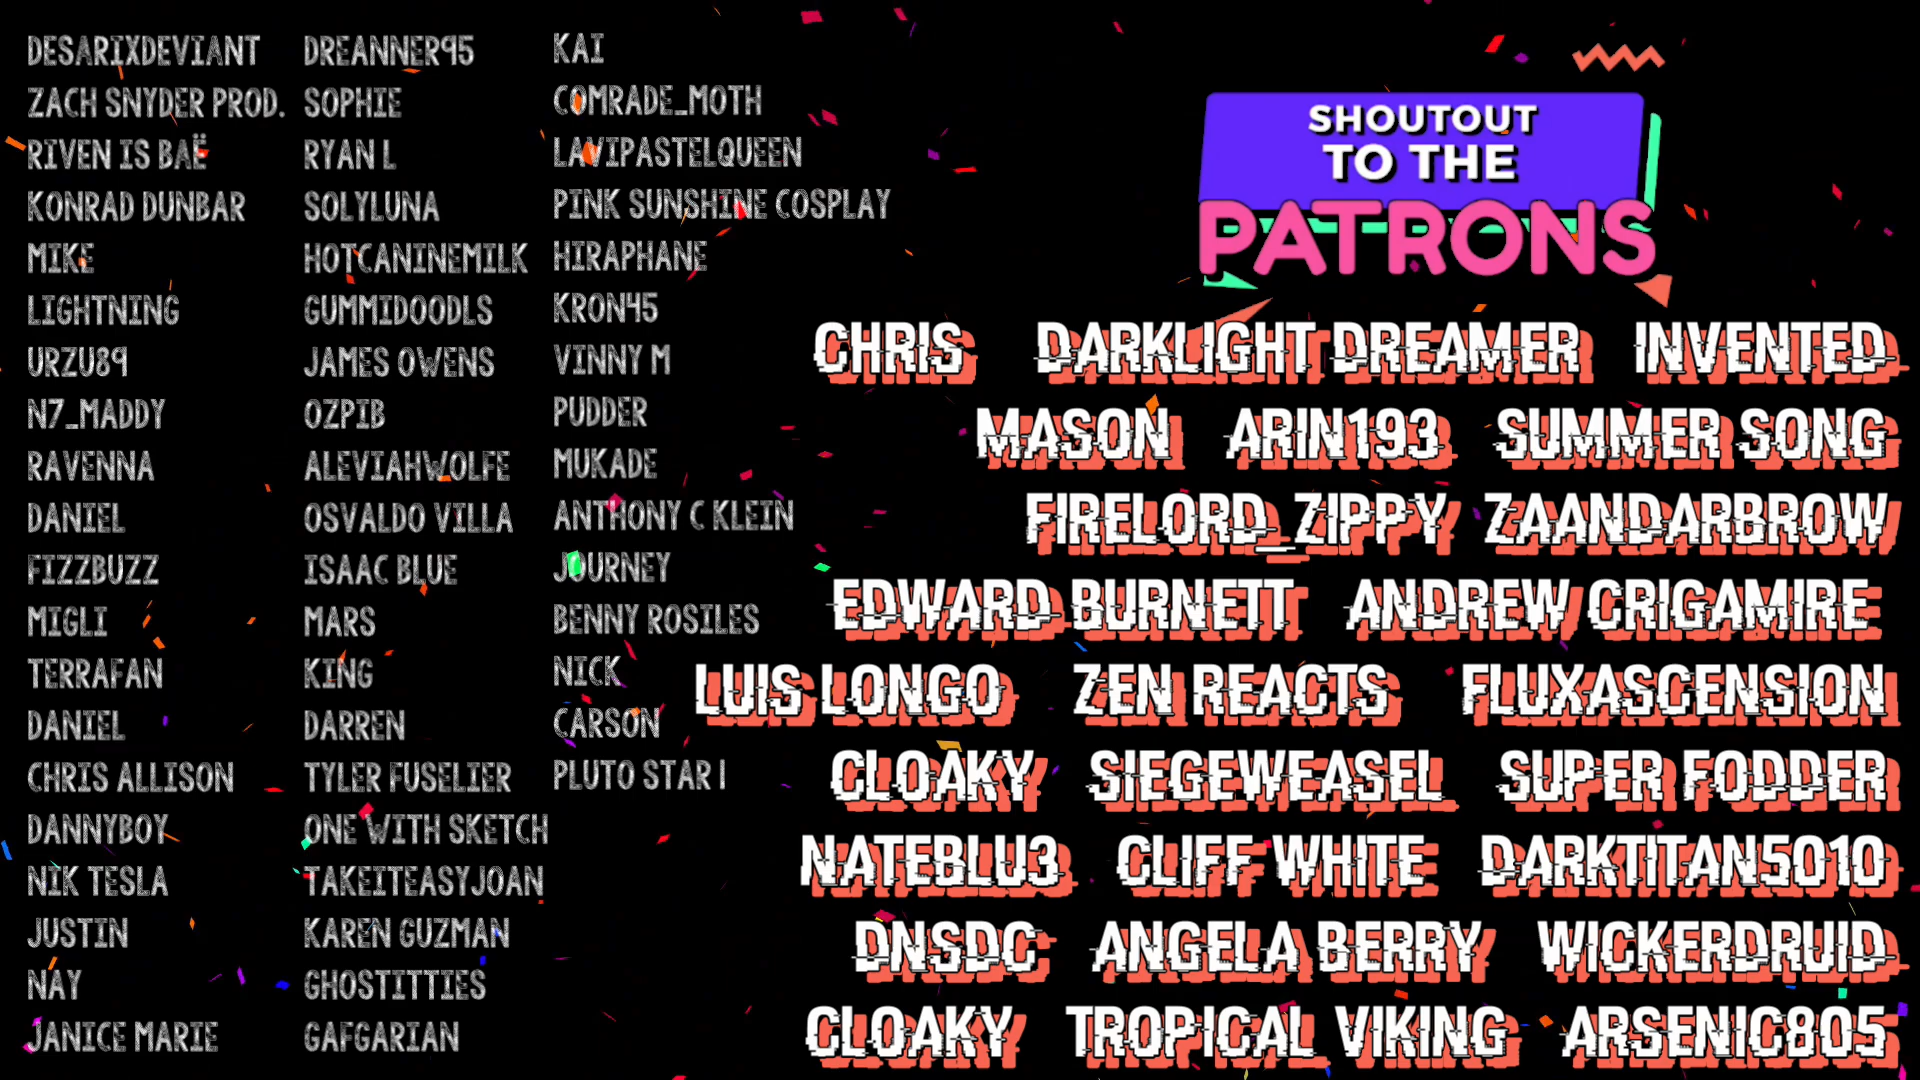 DESARIXDEVIANT
ZACH SNYDER PROD.
RIVEN IS BAË
KONRAD DUNBAR
MIKE
LIGHTNING
URZU89
N7_MADDY
RAVENNA
DANIEL
FIZZBUZZ
MIGLI
TERRAFAN
DANIEL
CHRIS ALLISON
DANNYBOY
NIK TESLA
JUSTIN
NAY
JANICE MARIE
DREANNER95
SOPHIE
RYAN L
SOLYLUNA
HOTCANINEMILK
GUMMIDOODLS
JAMES OWENS
OZPIB
ALEVIAHWOLFE
OSVALDO VILLA
ISAAC BLUE
MARS
KING
DARREN
TYLER FUSELIER
ONE WITH SKETCH
TAKEITEASYJOAN
KAREN GUZMAN
GHOSTITTIES
GAFGARIAN
KAI
COMRADE_MOTH
LAVIPASTELQUEEN
PINK SUNSHINE COSPLAY
HIRAPHANE
KRON45
VINNY M
PUDDER
MUKADE
ANTHONY C KLEIN
JOURNEY
BENNY ROSILES
NICK
CARSON
PLUTO STAR I
SHOUTOUT
TO THE
PATRONS
CHRIS DARKLIGHT DREAMER INVENTED
MASON ARIN193 SUMMER SONG
FIRELORD_ZIPPY ZAANDARBROW
EDWARD BURNETT ANDREW CRIGAMIRE
LUIS LONGO ZEN REACTS FLUXASCENSION
CLOAKY SIEGEWEASEL SUPER FODDER
NATEBLU3 CLIFF WHITE DARKTITAN5010
DNSDC ANGELA BERRY WICKERDRUID
CLOAKY TROPICAL VIKING ARSENIC805